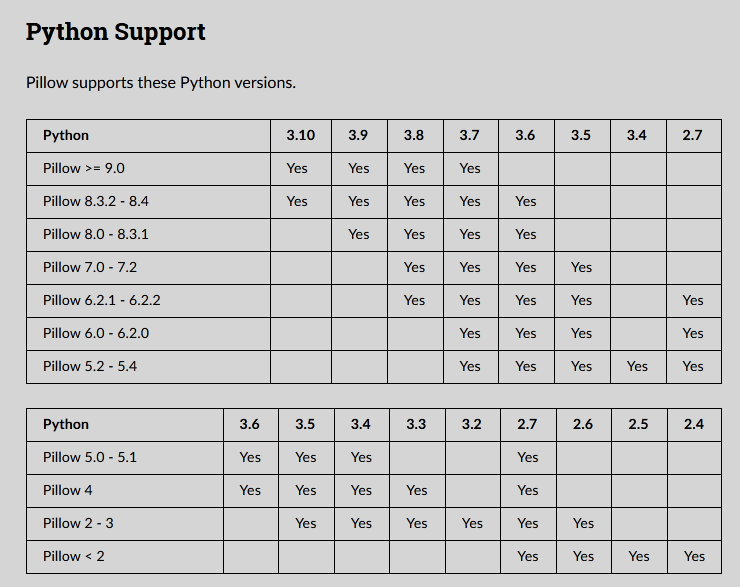 Python Support
Pillow supports these Python versions.
Python 3.10 3.9 3.8 3.7 3.6 3.5 3.4 2.7
Pillow >= 9.0 Yes Yes Yes Yes
Pillow 8.3.2 - 8.4 Yes Yes Yes Yes Yes
Pillow 8.0 - 8.3.1 Yes Yes Yes Yes
Pillow 7.0 - 7.2 Yes Yes Yes Yes
Pillow 6.2.1 - 6.2.2 Yes Yes Yes Yes Yes
Pillow 6.0 - 6.2.0 Yes Yes Yes Yes
Pillow 5.2 - 5.4 Yes Yes Yes Yes Yes
Python 3.6 3.5 3.4 3.3 3.2 2.7 2.6 2.5 2.4
Pillow 5.0 - 5.1 Yes Yes Yes Yes
Pillow 4 Yes Yes Yes Yes Yes
Pillow 2 - 3 Yes Yes Yes Yes Yes Yes
Pillow < 2 Yes Yes Yes Yes